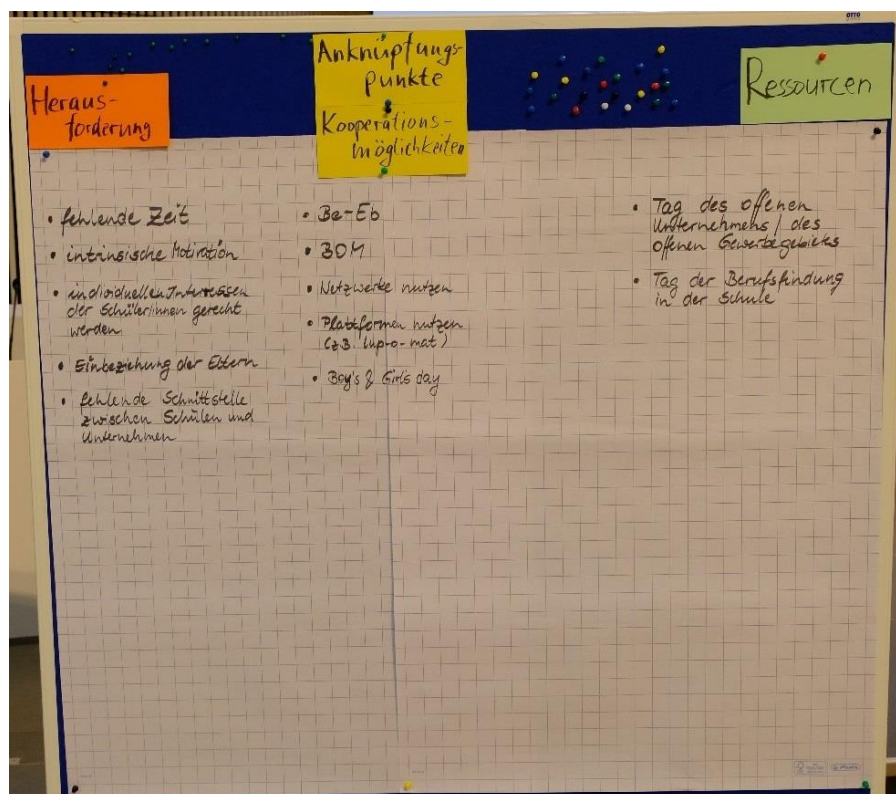 OTTO
Heraus-
forderung
Anknüpfungs-
punkte
Kooperations-
möglichkeiten
Ressourcen
• fehlende Zeit
• intrinsische Motivation
• individuellen Interessen
der Schüler/innen gerecht
werden
• Einbeziehung der Eltern
• fehlende Schnittstelle
zwischen Schulen und
Unternehmen
• Be-Eb
• BOM
• Netzwerke nutzen
• Plattformen nutzen
(z.B. lup-o-mat)
• Boy's & Girls day
• Tag des offenen
Unternehmens / des
offenen Gewerbegebiets
• Tag der Berufsfindung
in der Schule